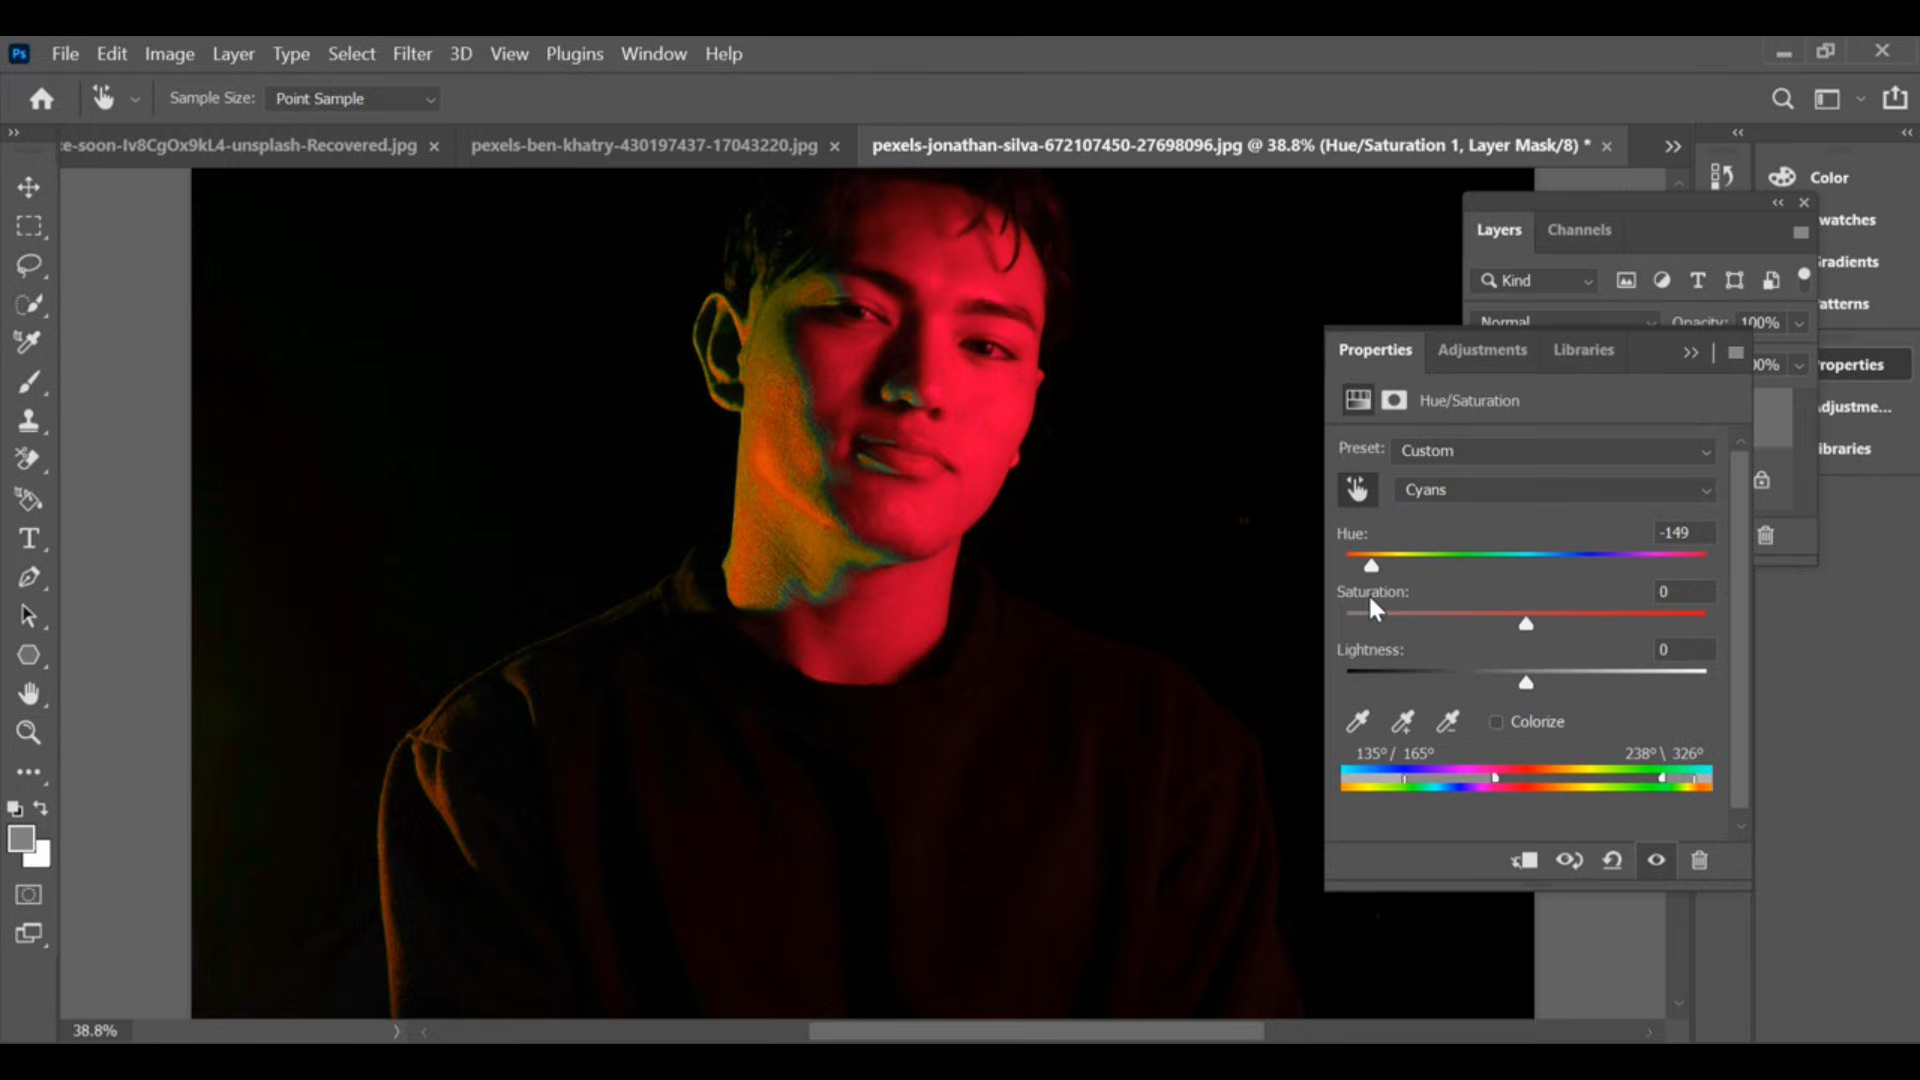 Ps File Edit Image Layer Type Select Filter 3D View Plugins Window Help
Sample Size: Point Sample
ce-soon-Iv8CgOx9kL4-unsplash-Recovered.jpg × pexels-ben-khatry-430197437-17043220.jpg × pexels-jonathan-silva-672107450-27698096.jpg @ 38.8% (Hue/Saturation 1, Layer Mask/8) * ×
Color
watches
Gradients
atterns
roperties
djustme...
ibraries
Layers Channels
Kind
Normal Opacity: 100%
00%
Properties Adjustments Libraries
Hue/Saturation
Preset: Custom
Cyans
Hue: -149
Saturation: 0
Lightness: 0
Colorize
135°/ 165° 238°\ 326°
38.8%